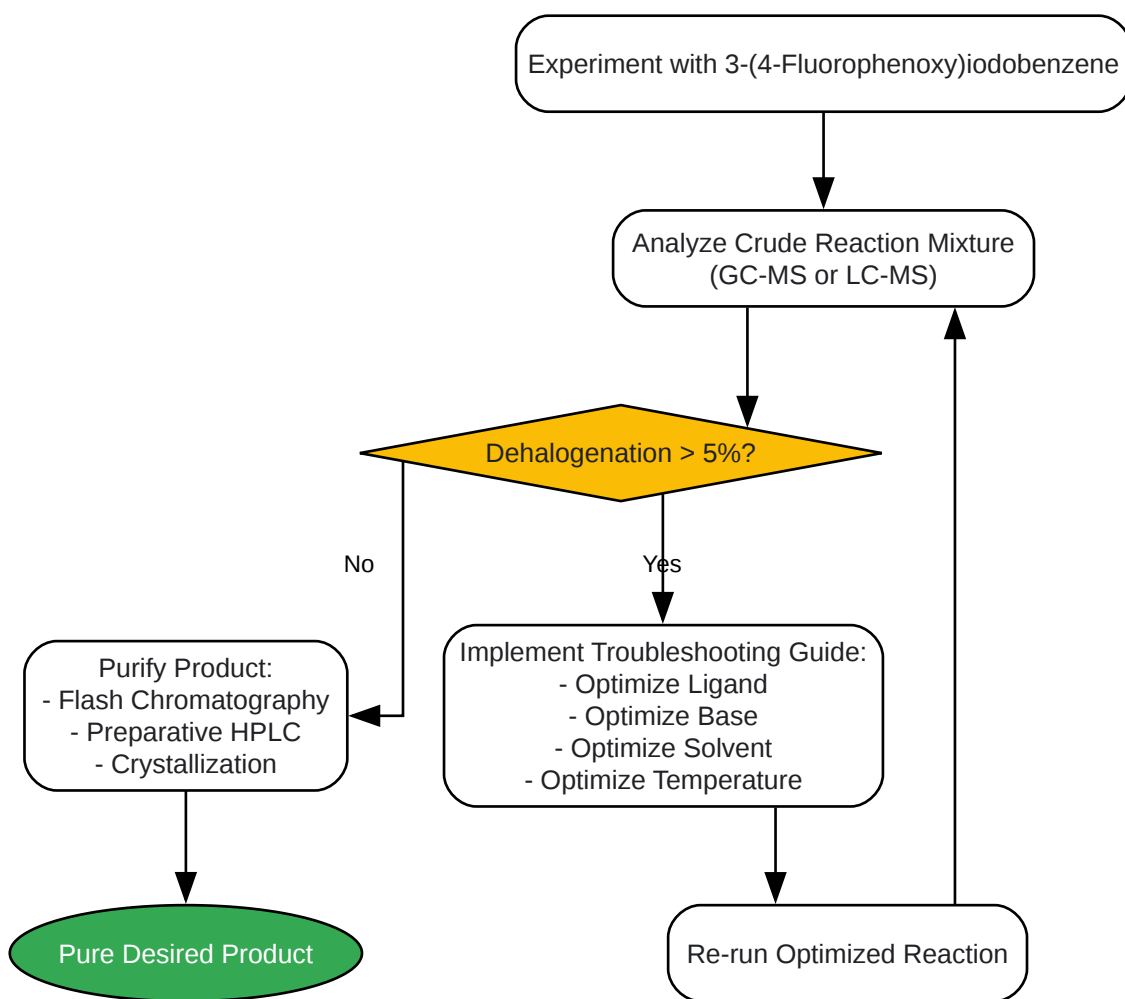 Experiment with 3-(4-Fluorophenoxy)iodobenzene
Analyze Crude Reaction Mixture
(GC-MS or LC-MS)
Dehalogenation > 5%?
No
Yes
Purify Product:
- Flash Chromatography
- Preparative HPLC
- Crystallization
Implement Troubleshooting Guide:
- Optimize Ligand
- Optimize Base
- Optimize Solvent
- Optimize Temperature
Pure Desired Product
Re-run Optimized Reaction